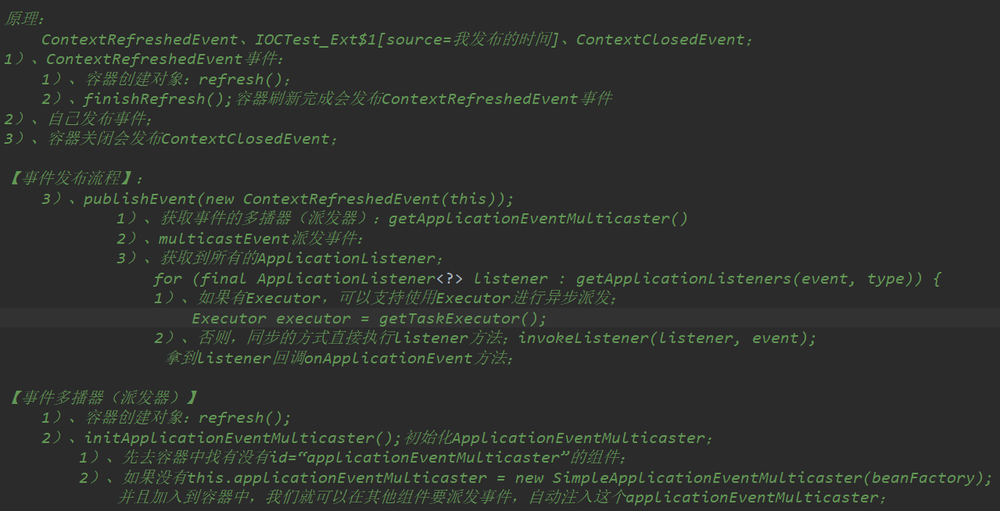 原理：
ContextRefreshedEvent、IOCTest_Ext$1[source=我发布的时间]、ContextClosedEvent；
1）、ContextRefreshedEvent事件：
1）、容器创建对象：refresh();
2）、finishRefresh();容器刷新完成会发布ContextRefreshedEvent事件
2）、自己发布事件；
3）、容器关闭会发布ContextClosedEvent；
【事件发布流程】：
3）、publishEvent(new ContextRefreshedEvent(this));
1）、获取事件的多播器（派发器）：getApplicationEventMulticaster()
2）、multicastEvent派发事件：
3）、获取到所有的ApplicationListener；
for (final ApplicationListener<?> listener : getApplicationListeners(event, type)) {
1）、如果有Executor，可以支持使用Executor进行异步派发；
Executor executor = getTaskExecutor();
2）、否则，同步的方式直接执行listener方法；invokeListener(listener, event);
拿到listener回调onApplicationEvent方法；
【事件多播器（派发器）】
1）、容器创建对象：refresh();
2）、initApplicationEventMulticaster();初始化ApplicationEventMulticaster；
1）、先去容器中找有没有id=“applicationEventMulticaster”的组件；
2）、如果没有this.applicationEventMulticaster = new SimpleApplicationEventMulticaster(beanFactory);
并且加入到容器中，我们就可以在其他组件要派发事件，自动注入这个applicationEventMulticaster；